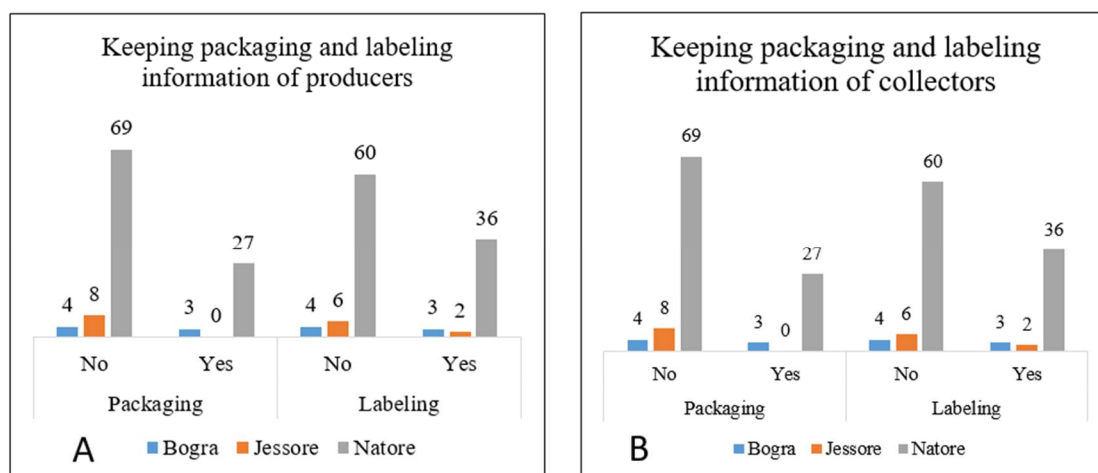 Keeping packaging and labeling
information of producers
69
60
36
27
4 8
3 0
4 6
3 2
No Yes No Yes
Packaging Labeling
A
Bogra Jessore Natore
Keeping packaging and labeling
information of collectors
69
60
36
27
4 8
3 0
4 6
3 2
No Yes No Yes
Packaging Labeling
B
Bogra Jessore Natore